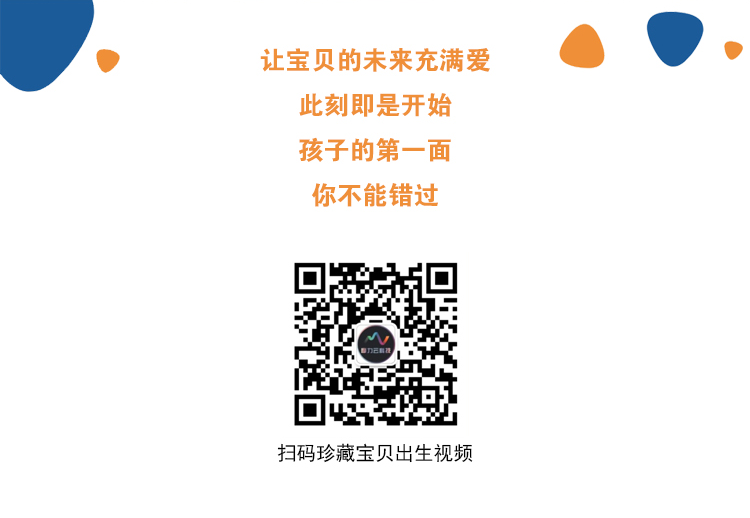 让宝贝的未来充满爱
此刻即是开始
孩子的第一面
你不能错过
扫码珍藏宝贝出生视频